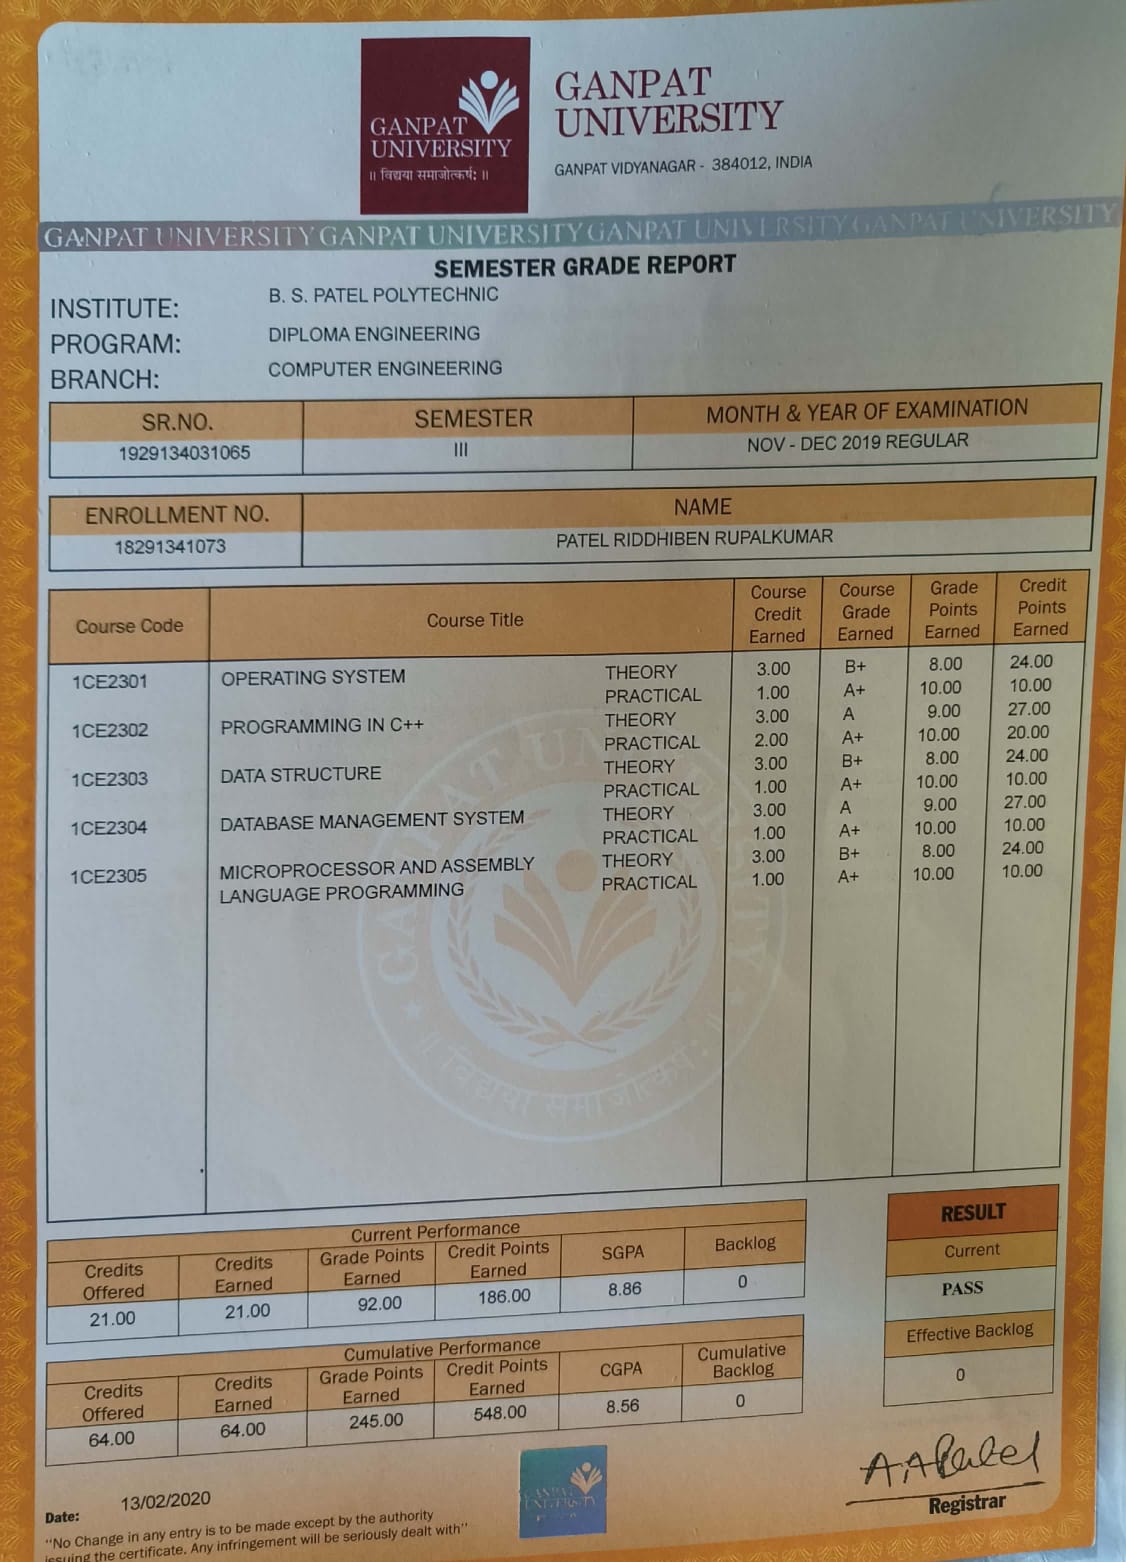 GANPAT
UNIVERSITY
॥ विद्यया समाजोत्कर्ष: ॥
GANPAT
UNIVERSITY
GANPAT VIDYANAGAR - 384012, INDIA
GANPAT UNIVERSITY GANPAT UNIVERSITY GANPAT UNIVERSITY GANPAT UNIVERSITY
SEMESTER GRADE REPORT
INSTITUTE: B. S. PATEL POLYTECHNIC
PROGRAM: DIPLOMA ENGINEERING
BRANCH: COMPUTER ENGINEERING
SR.NO. SEMESTER MONTH & YEAR OF EXAMINATION
1929134031065 III NOV - DEC 2019 REGULAR
ENROLLMENT NO. NAME
18291341073 PATEL RIDDHIBEN RUPALKUMAR
Course Code Course Title Course Credit Earned Course Grade Earned Grade Points Earned Credit Points Earned
1CE2301 OPERATING SYSTEM THEORY 3.00 B+ 8.00 24.00
PRACTICAL 1.00 A+ 10.00 10.00
1CE2302 PROGRAMMING IN C++ THEORY 3.00 A 9.00 27.00
PRACTICAL 2.00 A+ 10.00 20.00
1CE2303 DATA STRUCTURE THEORY 3.00 B+ 8.00 24.00
PRACTICAL 1.00 A+ 10.00 10.00
1CE2304 DATABASE MANAGEMENT SYSTEM THEORY 3.00 A 9.00 27.00
PRACTICAL 1.00 A+ 10.00 10.00
1CE2305 MICROPROCESSOR AND ASSEMBLY THEORY 3.00 B+ 8.00 24.00
LANGUAGE PROGRAMMING PRACTICAL 1.00 A+ 10.00 10.00
GANPAT UNIVERSITY
॥ विद्यया समाजोत्कर्ष: ॥
Current Performance
Credits Offered Credits Earned Grade Points Earned Credit Points Earned SGPA Backlog
21.00 21.00 92.00 186.00 8.86 0
Cumulative Performance
Credits Offered Credits Earned Grade Points Earned Credit Points Earned CGPA Cumulative Backlog
64.00 64.00 245.00 548.00 8.56 0
RESULT
Current
PASS
Effective Backlog
0
GANPAT
UNIVERSITY
A.A.Patel
Registrar
Date: 13/02/2020
"No Change in any entry is to be made except by the authority
issuing the certificate. Any infringement will be seriously dealt with"